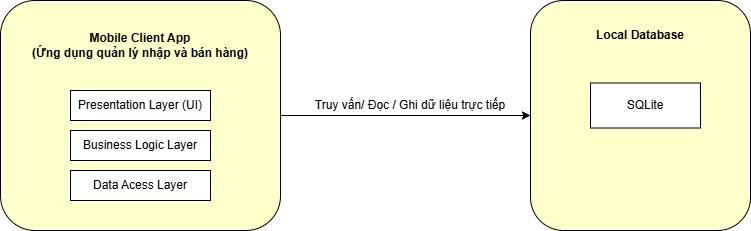 Mobile Client App
(Ứng dụng quản lý nhập và bán hàng)
Presentation Layer (UI)
Business Logic Layer
Data Acess Layer
Truy vấn/ Đọc / Ghi dữ liệu trực tiếp
Local Database
SQLite